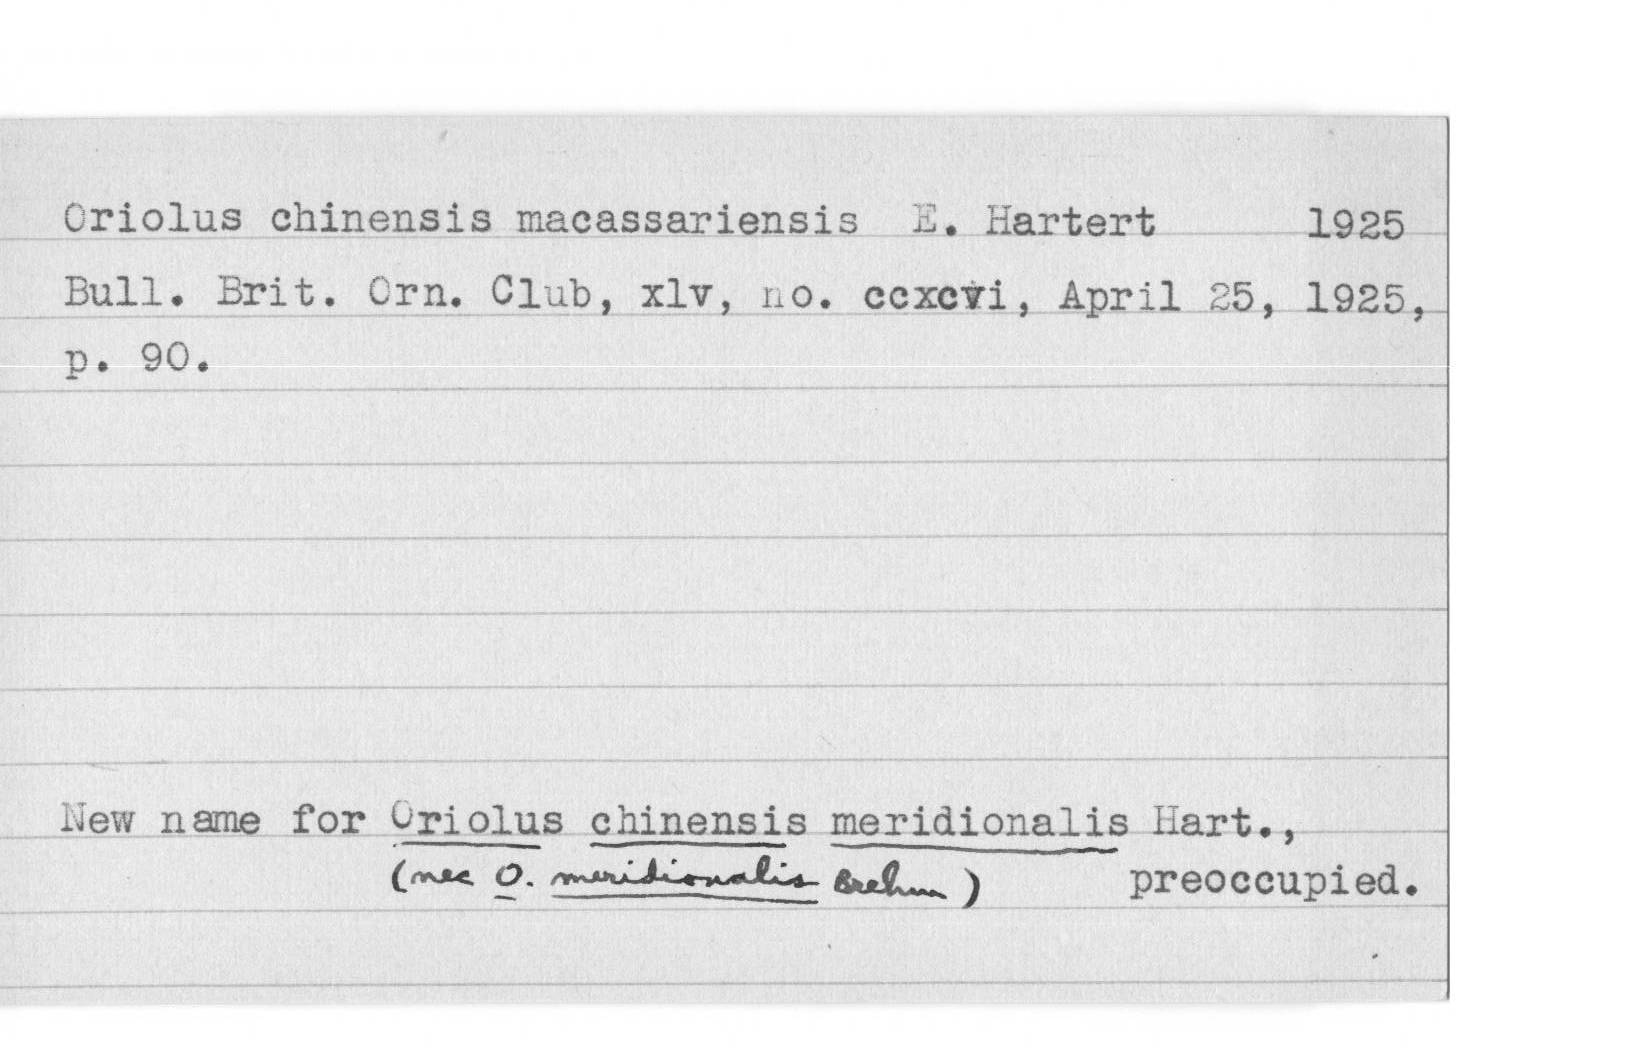 Oriolus chinensis macassariensis E. Hartert 1925
Bull. Brit. Orn. Club, xlv, no. ccxcvi, April 25, 1925,
p. 90.
New name for Oriolus chinensis meridionalis Hart.,
(nec O. meridionalis Brehm) preoccupied.